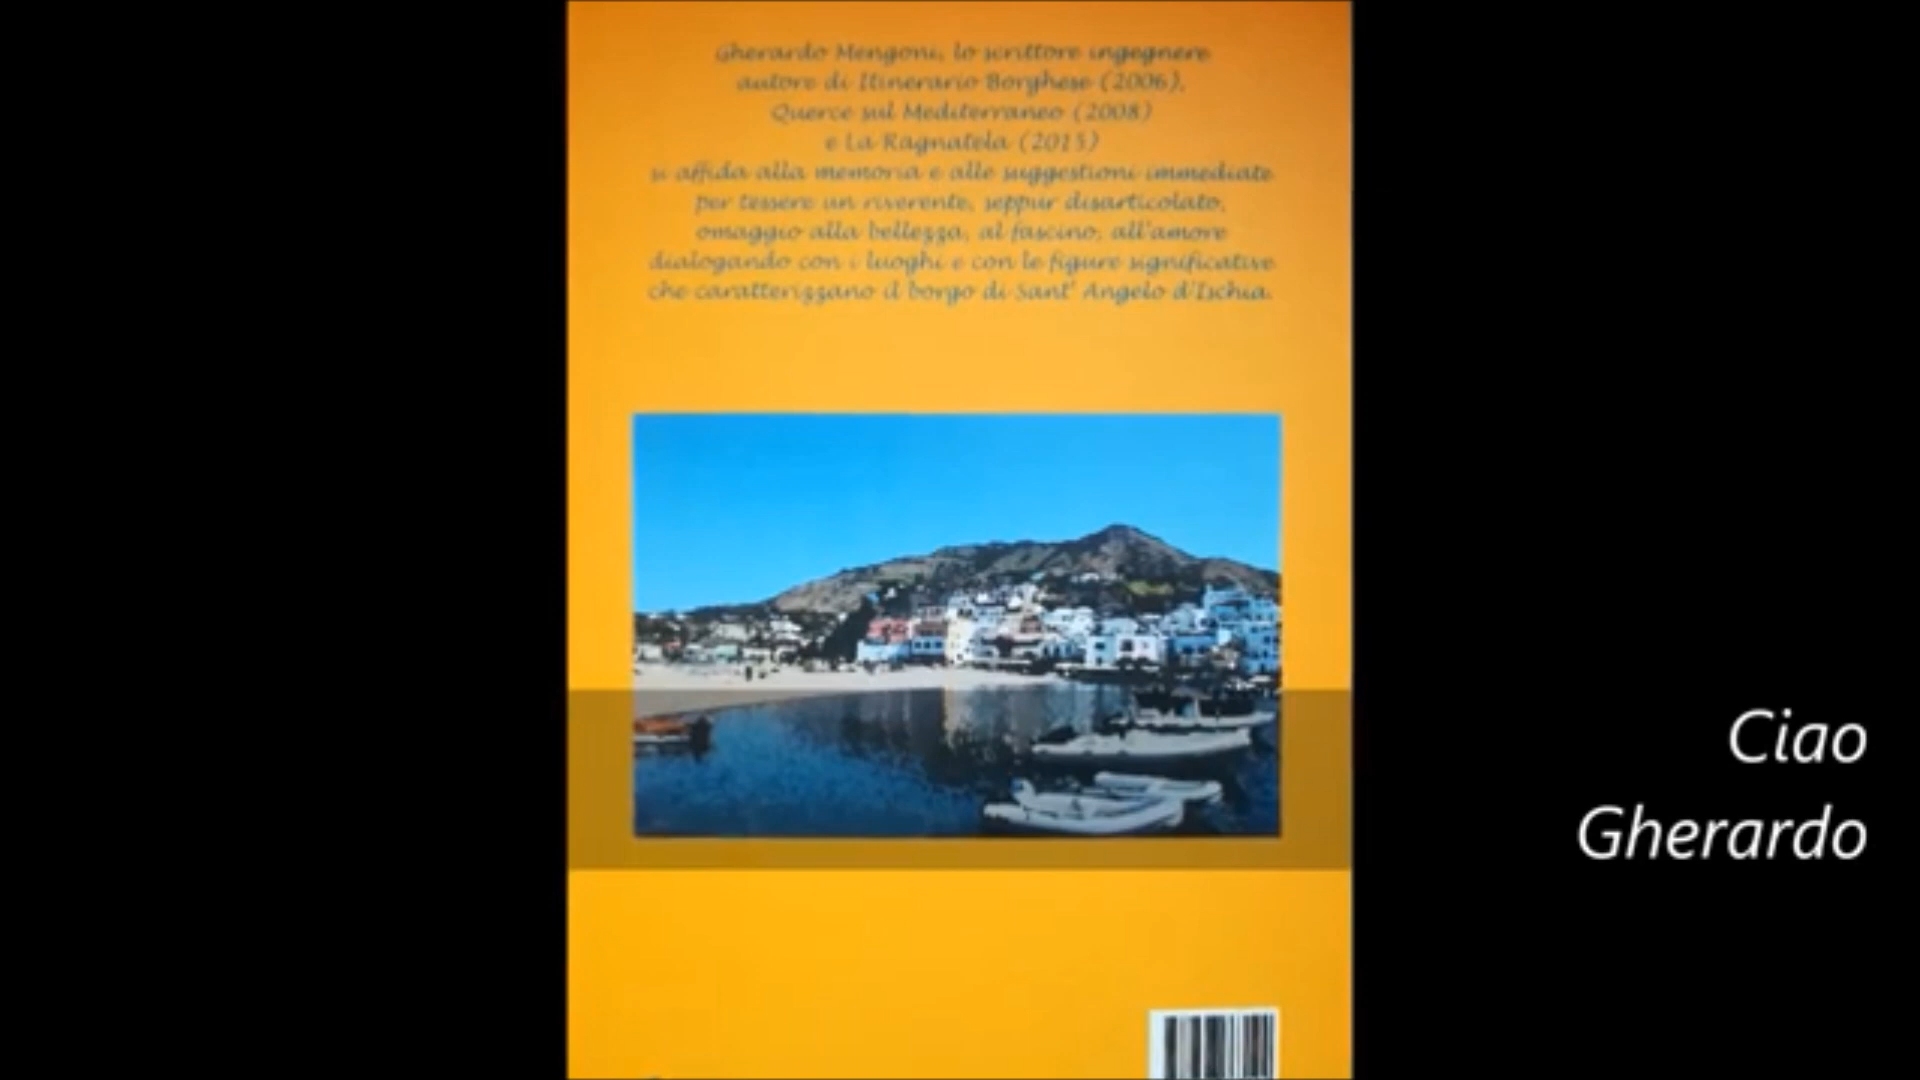 Gherardo Mengoni, lo scrittore ingegnere
autore di Itinerario Borghese (2006),
Querce sul Mediterraneo (2008)
e La Ragnatela (2015)
si affida alla memoria e alle suggestioni immediate
per tessere un riverente, seppur disarticolato,
omaggio alla bellezza, al fascino, all'amore
dialogando con i luoghi e con le figure significative
che caratterizzano il borgo di Sant' Angelo d'Ischia.
Ciao
Gherardo